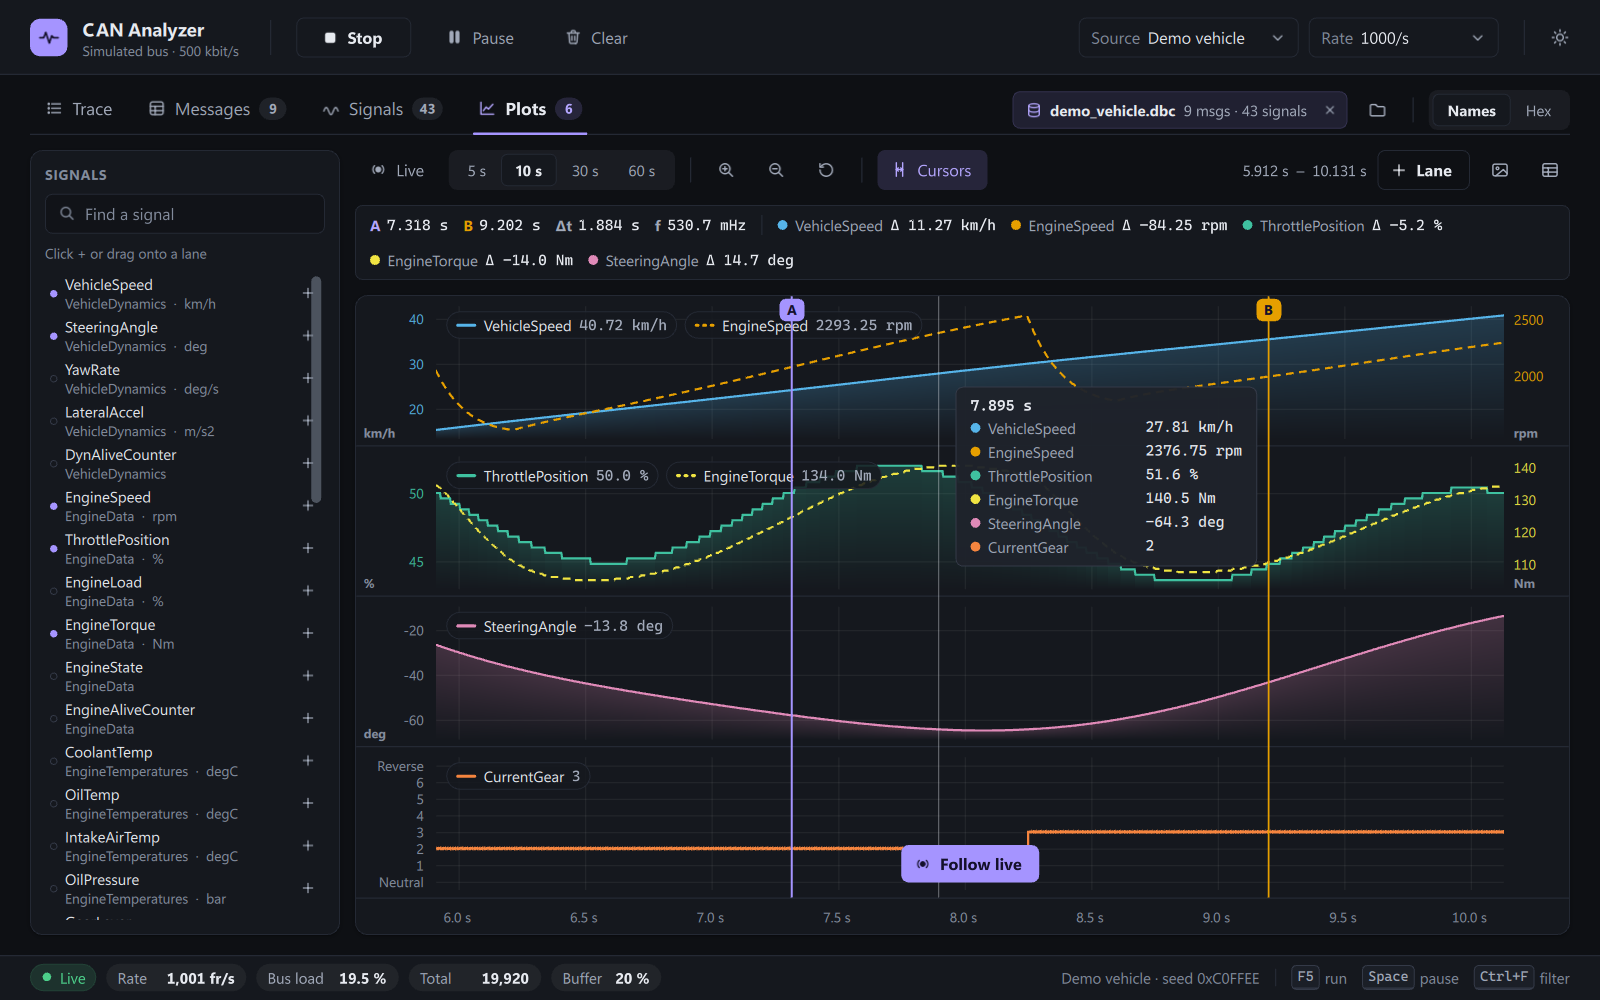 CAN Analyzer
Simulated bus · 500 kbit/s
Stop
Pause
Clear
Source Demo vehicle
Rate 1000/s
Trace
Messages 9
Signals 43
Plots 6
demo_vehicle.dbc 9 msgs · 43 signals
Names
Hex
SIGNALS
Find a signal
Click + or drag onto a lane
VehicleSpeed
VehicleDynamics · km/h
SteeringAngle
VehicleDynamics · deg
YawRate
VehicleDynamics · deg/s
LateralAccel
VehicleDynamics · m/s2
DynAliveCounter
VehicleDynamics
EngineSpeed
EngineData · rpm
ThrottlePosition
EngineData · %
EngineLoad
EngineData · %
EngineTorque
EngineData · Nm
EngineState
EngineData
EngineAliveCounter
EngineData
CoolantTemp
EngineTemperatures · degC
OilTemp
EngineTemperatures · degC
IntakeAirTemp
EngineTemperatures · degC
OilPressure
EngineTemperatures · bar
Live
5 s
10 s
30 s
60 s
Cursors
5.912 s – 10.131 s
+ Lane
A 7.318 s B 9.202 s Δt 1.884 s f 530.7 mHz
VehicleSpeed Δ 11.27 km/h
EngineSpeed Δ −84.25 rpm
ThrottlePosition Δ −5.2 %
EngineTorque Δ −14.0 Nm
SteeringAngle Δ 14.7 deg
A
B
VehicleSpeed 40.72 km/h
EngineSpeed 2293.25 rpm
40
30
20
km/h
2500
2000
rpm
7.895 s
VehicleSpeed 27.81 km/h
EngineSpeed 2376.75 rpm
ThrottlePosition 51.6 %
EngineTorque 140.5 Nm
SteeringAngle −64.3 deg
CurrentGear 2
ThrottlePosition 50.0 %
EngineTorque 134.0 Nm
50
45
%
140
130
120
110
Nm
SteeringAngle −13.8 deg
-20
-40
-60
deg
CurrentGear 3
Reverse
6
5
4
3
2
1
Neutral
Follow live
6.0 s
6.5 s
7.0 s
7.5 s
8.0 s
8.5 s
9.0 s
9.5 s
10.0 s
Live
Rate 1,001 fr/s
Bus load 19.5 %
Total 19,920
Buffer 20 %
Demo vehicle · seed 0xC0FFEE
F5 run
Space pause
Ctrl+F filter